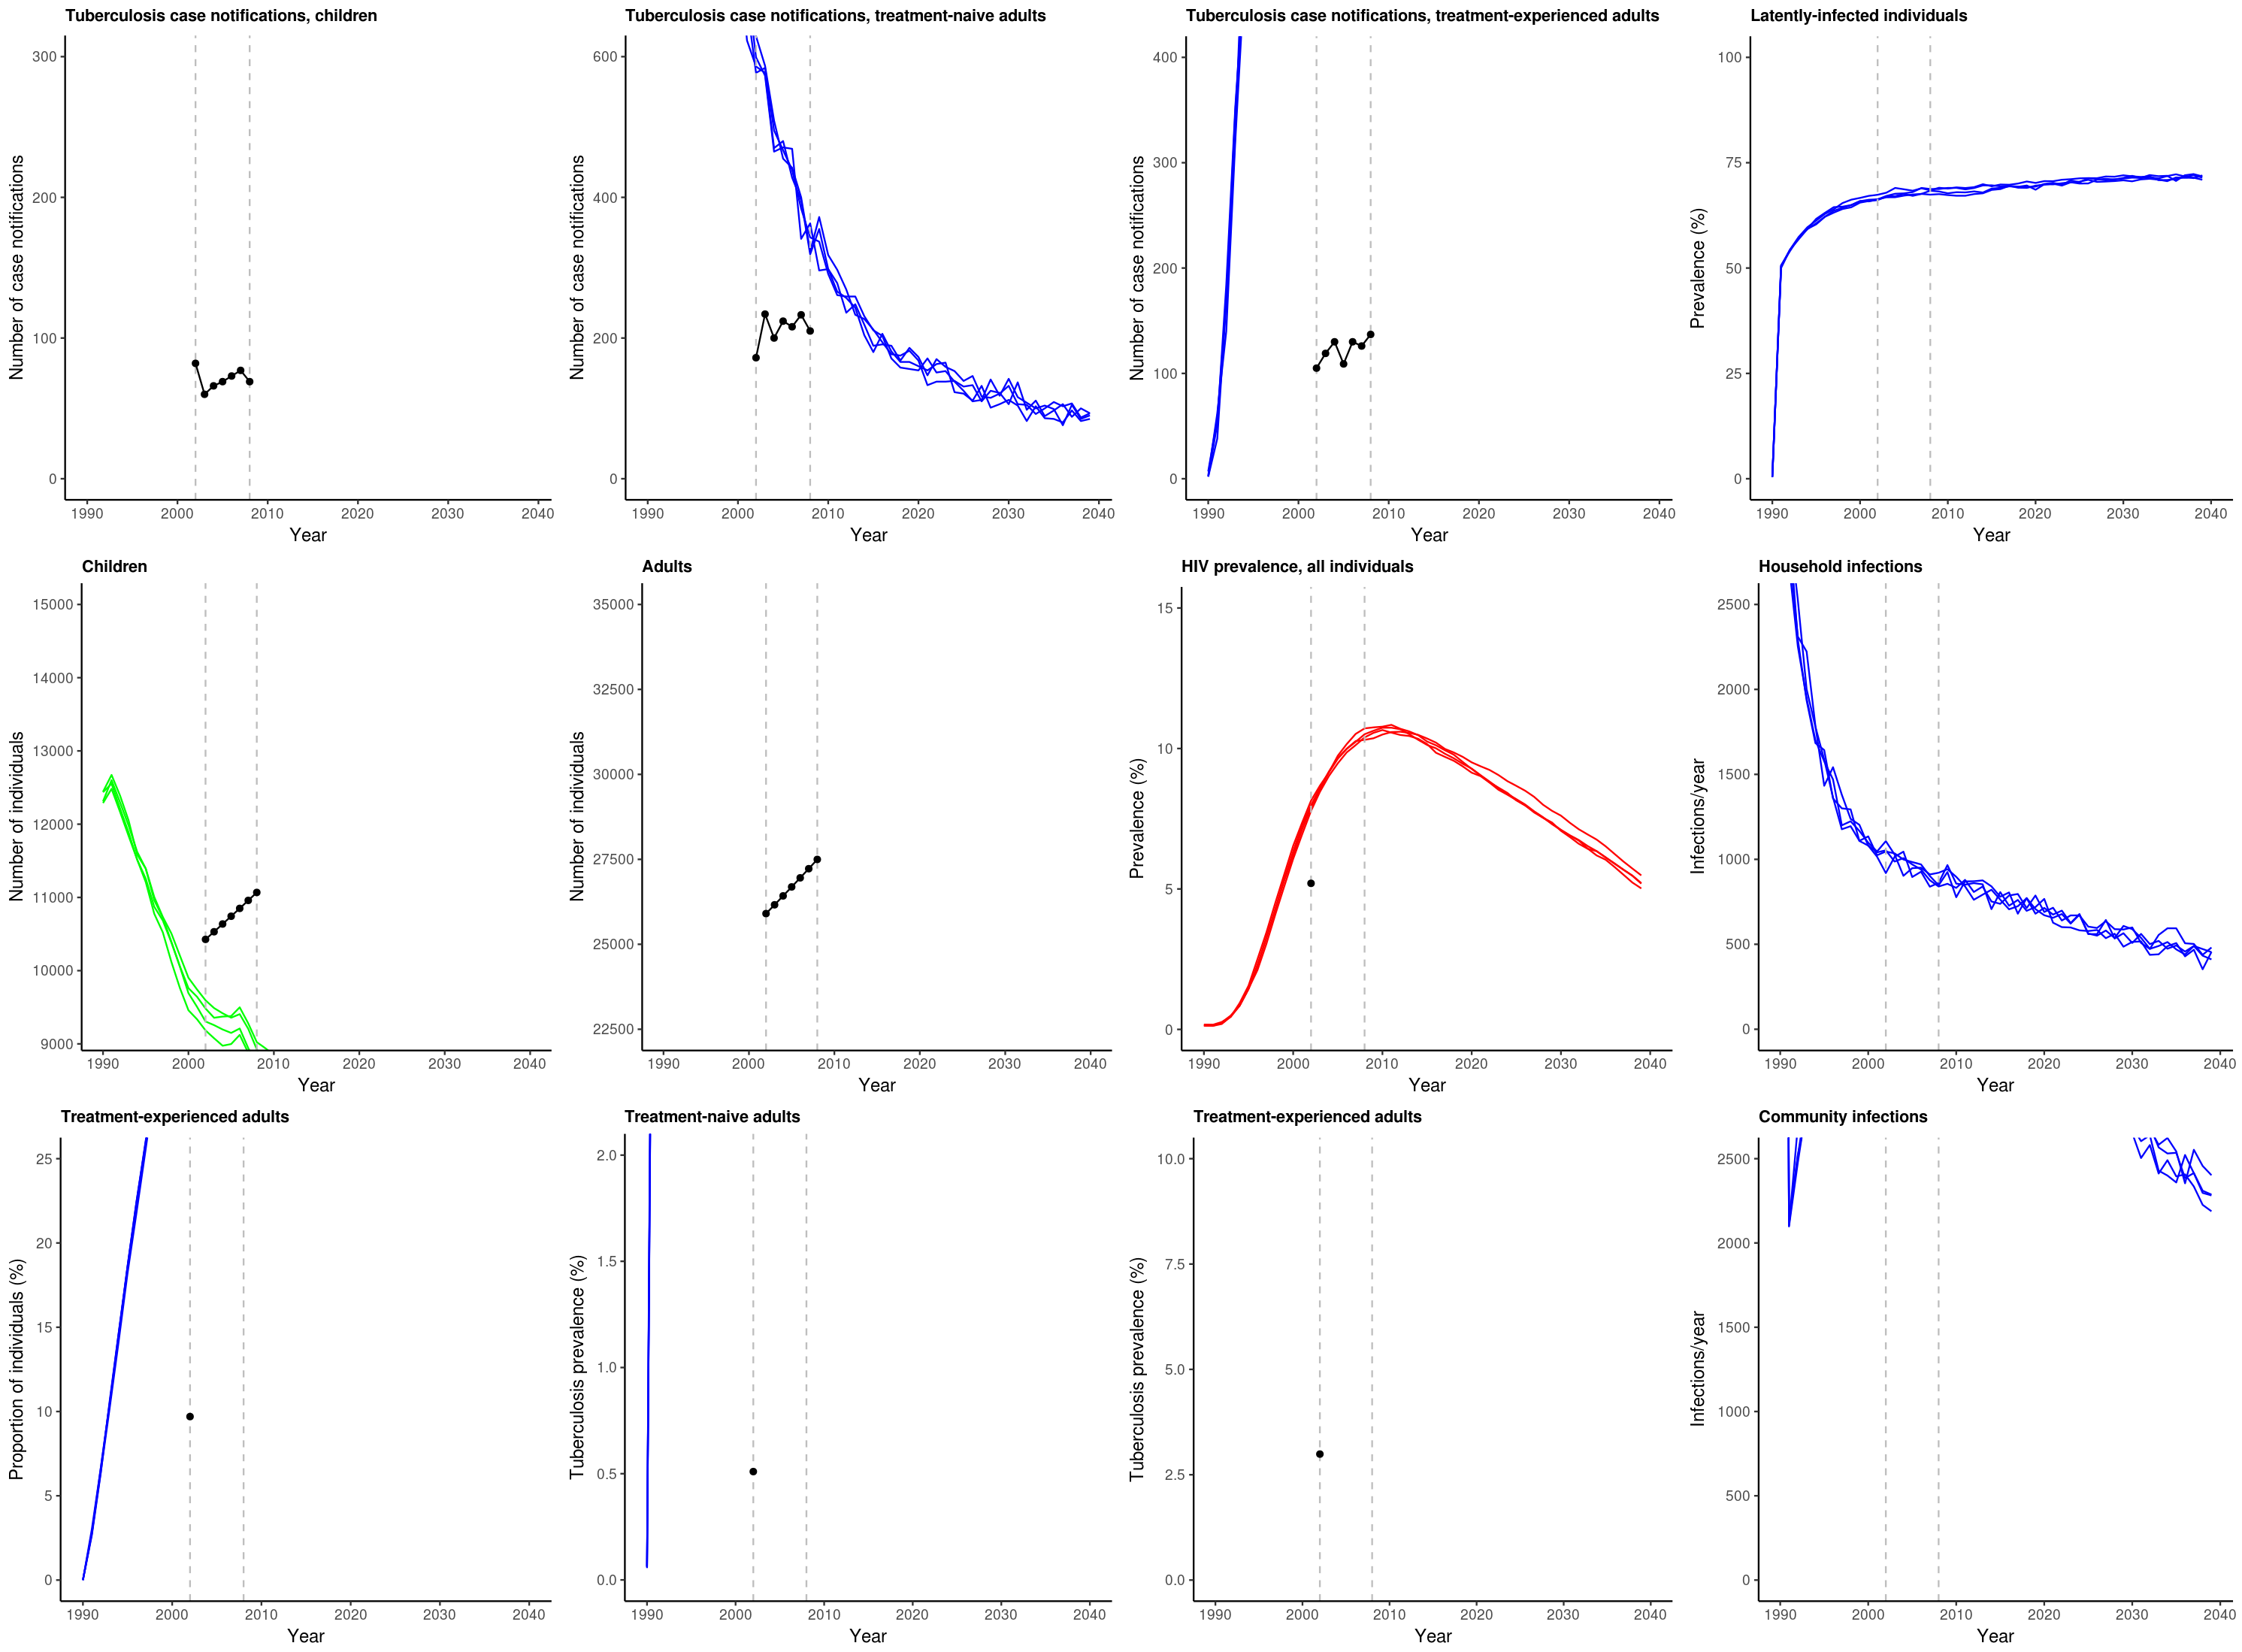 Tuberculosis case notifications, children
Number of case notifications
300
200
100
0
1990 2000 2010 2020 2030 2040
Year
Tuberculosis case notifications, treatment-naive adults
Number of case notifications
600
400
200
0
1990 2000 2010 2020 2030 2040
Year
Tuberculosis case notifications, treatment-experienced adults
Number of case notifications
400
300
200
100
0
1990 2000 2010 2020 2030 2040
Year
Latently-infected individuals
Prevalence (%)
100
75
50
25
0
1990 2000 2010 2020 2030 2040
Year
Children
Number of individuals
15000
14000
13000
12000
11000
10000
9000
1990 2000 2010 2020 2030 2040
Year
Adults
Number of individuals
35000
32500
30000
27500
25000
22500
1990 2000 2010 2020 2030 2040
Year
HIV prevalence, all individuals
Prevalence (%)
15
10
5
0
1990 2000 2010 2020 2030 2040
Year
Household infections
Infections/year
2500
2000
1500
1000
500
0
1990 2000 2010 2020 2030 2040
Year
Treatment-experienced adults
Proportion of individuals (%)
25
20
15
10
5
0
1990 2000 2010 2020 2030 2040
Year
Treatment-naive adults
Tuberculosis prevalence (%)
2.0
1.5
1.0
0.5
0.0
1990 2000 2010 2020 2030 2040
Year
Treatment-experienced adults
Tuberculosis prevalence (%)
10.0
7.5
5.0
2.5
0.0
1990 2000 2010 2020 2030 2040
Year
Community infections
Infections/year
2500
2000
1500
1000
500
0
1990 2000 2010 2020 2030 2040
Year